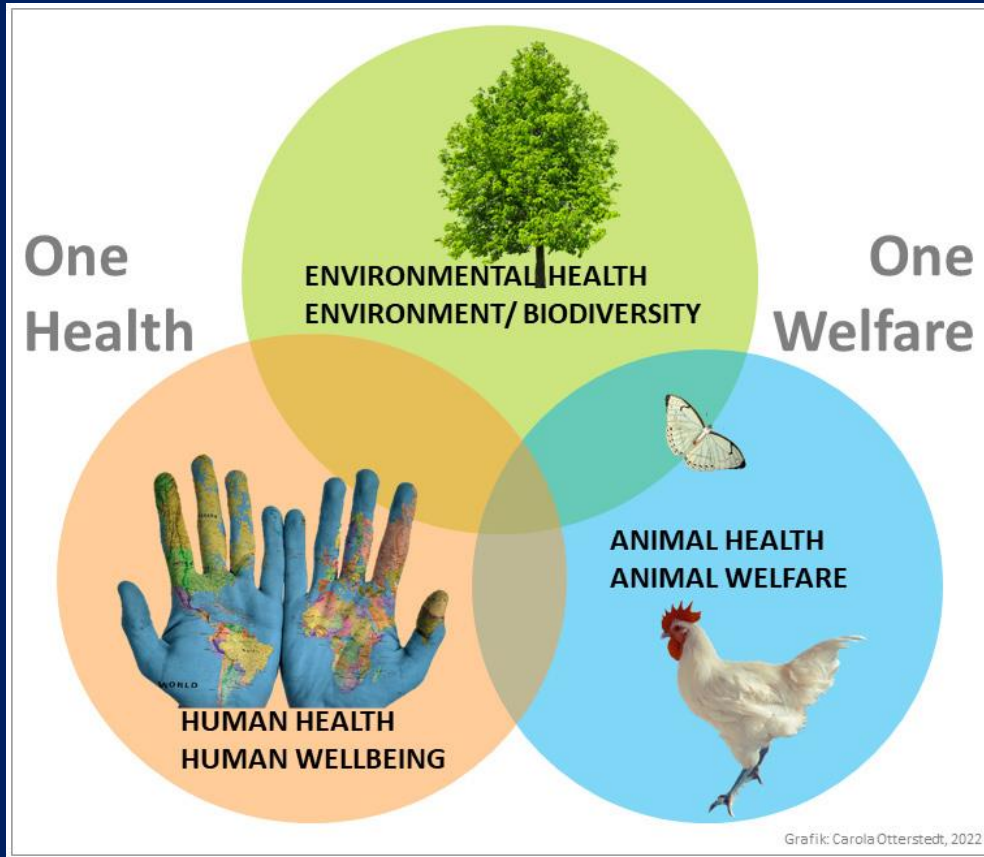 One
Health
One
Welfare
ENVIRONMENTAL HEALTH
ENVIRONMENT/ BIODIVERSITY
ANIMAL HEALTH
ANIMAL WELFARE
WORLD
HUMAN HEALTH
HUMAN WELLBEING
Grafik: Carola Otterstedt, 2022